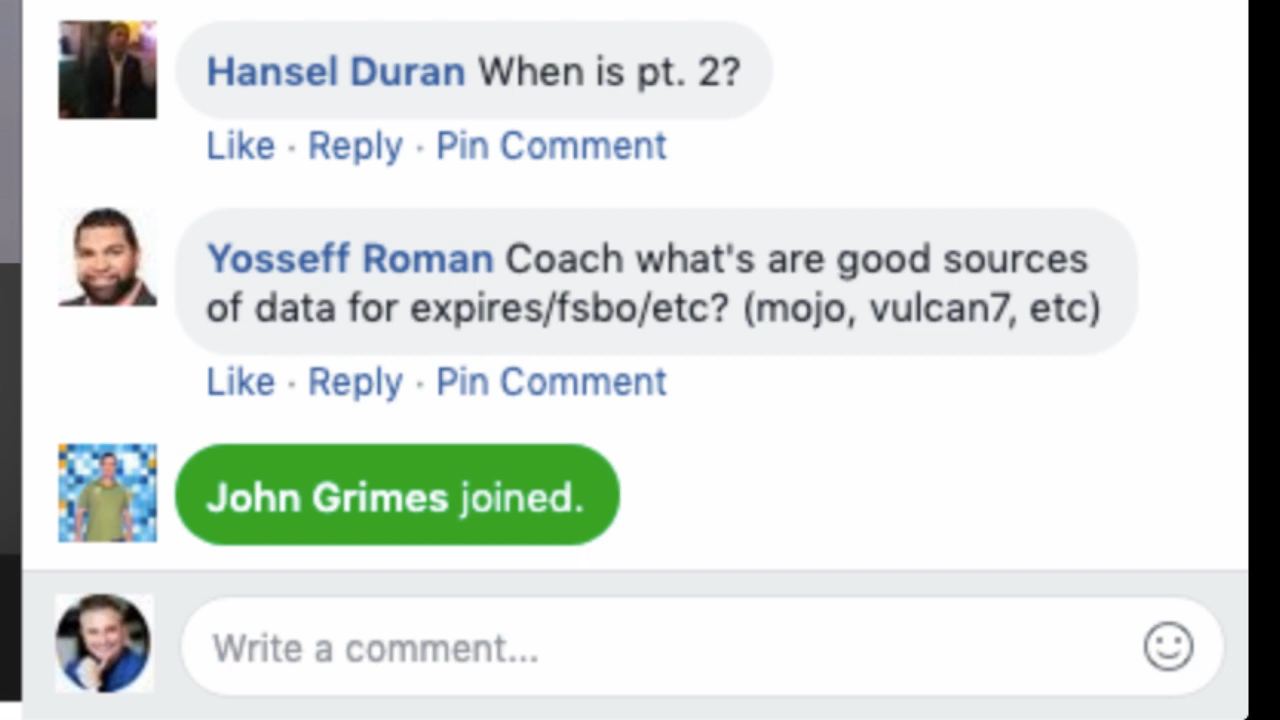 Hansel Duran When is pt. 2?
Like · Reply · Pin Comment
Yosseff Roman Coach what's are good sources
of data for expires/fsbo/etc? (mojo, vulcan7, etc)
Like · Reply · Pin Comment
John Grimes joined.
Write a comment...